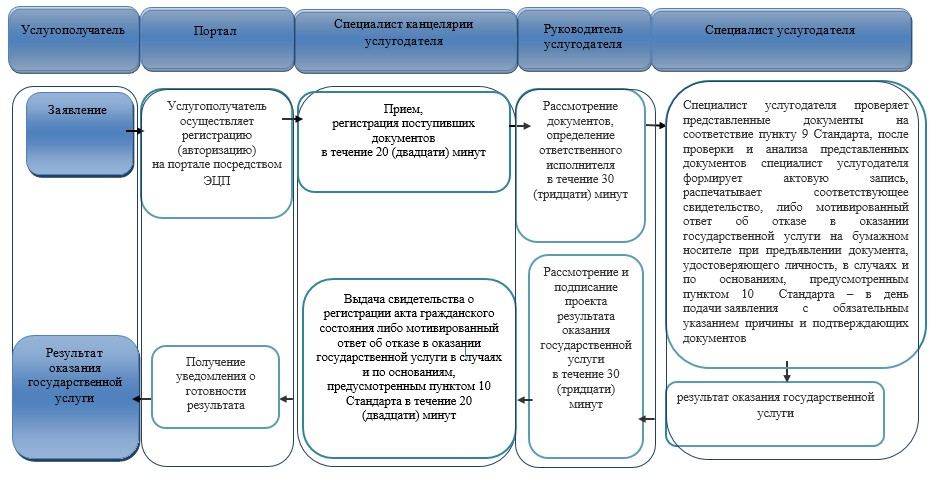 Услугополучатель
Портал
Специалист канцелярии
услугодателя
Руководитель
услугодателя
Специалист услугодателя
Заявление
Услугополучатель
осуществляет
регистрацию
(авторизацию)
на портале посредством
ЭЦП
Прием,
регистрация поступивших
документов
в течение 20 (двадцати) минут
Рассмотрение
документов,
определение
ответственного
исполнителя
в течение 30
(тридцати) минут
Специалист услугодателя проверяет
представленные документы на
соответствие пункту 9 Стандарта, после
проверки и анализа представленных
документов специалист услугодателя
формирует актовую запись,
распечатывает соответствующее
свидетельство, либо мотивированный
ответ об отказе в оказании
государственной услуги на бумажном
носителе при предъявлении документа,
удостоверяющего личность, в случаях и
по основаниям, предусмотренным
пунктом 10 Стандарта – в день
подачи заявления с обязательным
указанием причины и подтверждающих
документов
результат оказания государственной
услуги
Рассмотрение и
подписание
проекта
результата
оказания
государственной
услуги
в течение 30
(тридцати)
минут
Выдача свидетельства о
регистрации акта гражданского
состояния либо мотивированный
ответ об отказе в оказании
государственной услуги в случаях
и по основаниям,
предусмотренным пунктом 10
Стандарта в течение 20
(двадцати) минут
Получение
уведомления о
готовности
результата
Результат
оказания
государственной
услуги